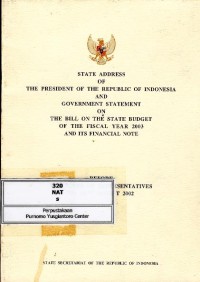 STATE ADDRESS
OF
THE PRESIDENT OF THE REPUBLIC OF INDONESIA
AND
GOVERNMENT STATEMENT
ON
THE BILL ON THE STATE BUDGET
OF THE FISCAL YEAR 2003
AND ITS FINANCIAL NOTE
BEFORE
320
NAT
s
Perpustakaan
Purnomo Yusgiantoro Center
2002
STATE SECRETARIAT OF THE REPUBLIC OF INDONESIA